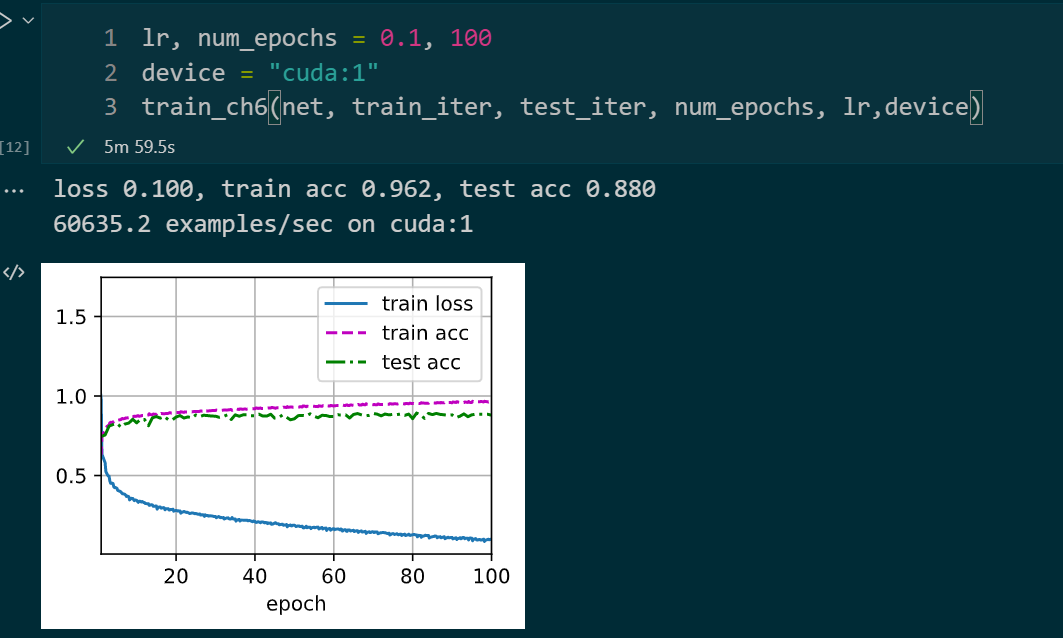 1 lr, num_epochs = 0.1, 100
2 device = "cuda:1"
3 train_ch6(net, train_iter, test_iter, num_epochs, lr,device)
[12] 5m 59.5s
loss 0.100, train acc 0.962, test acc 0.880
60635.2 examples/sec on cuda:1
train loss
train acc
test acc
1.5
1.0
0.5
20 40 60 80 100
epoch